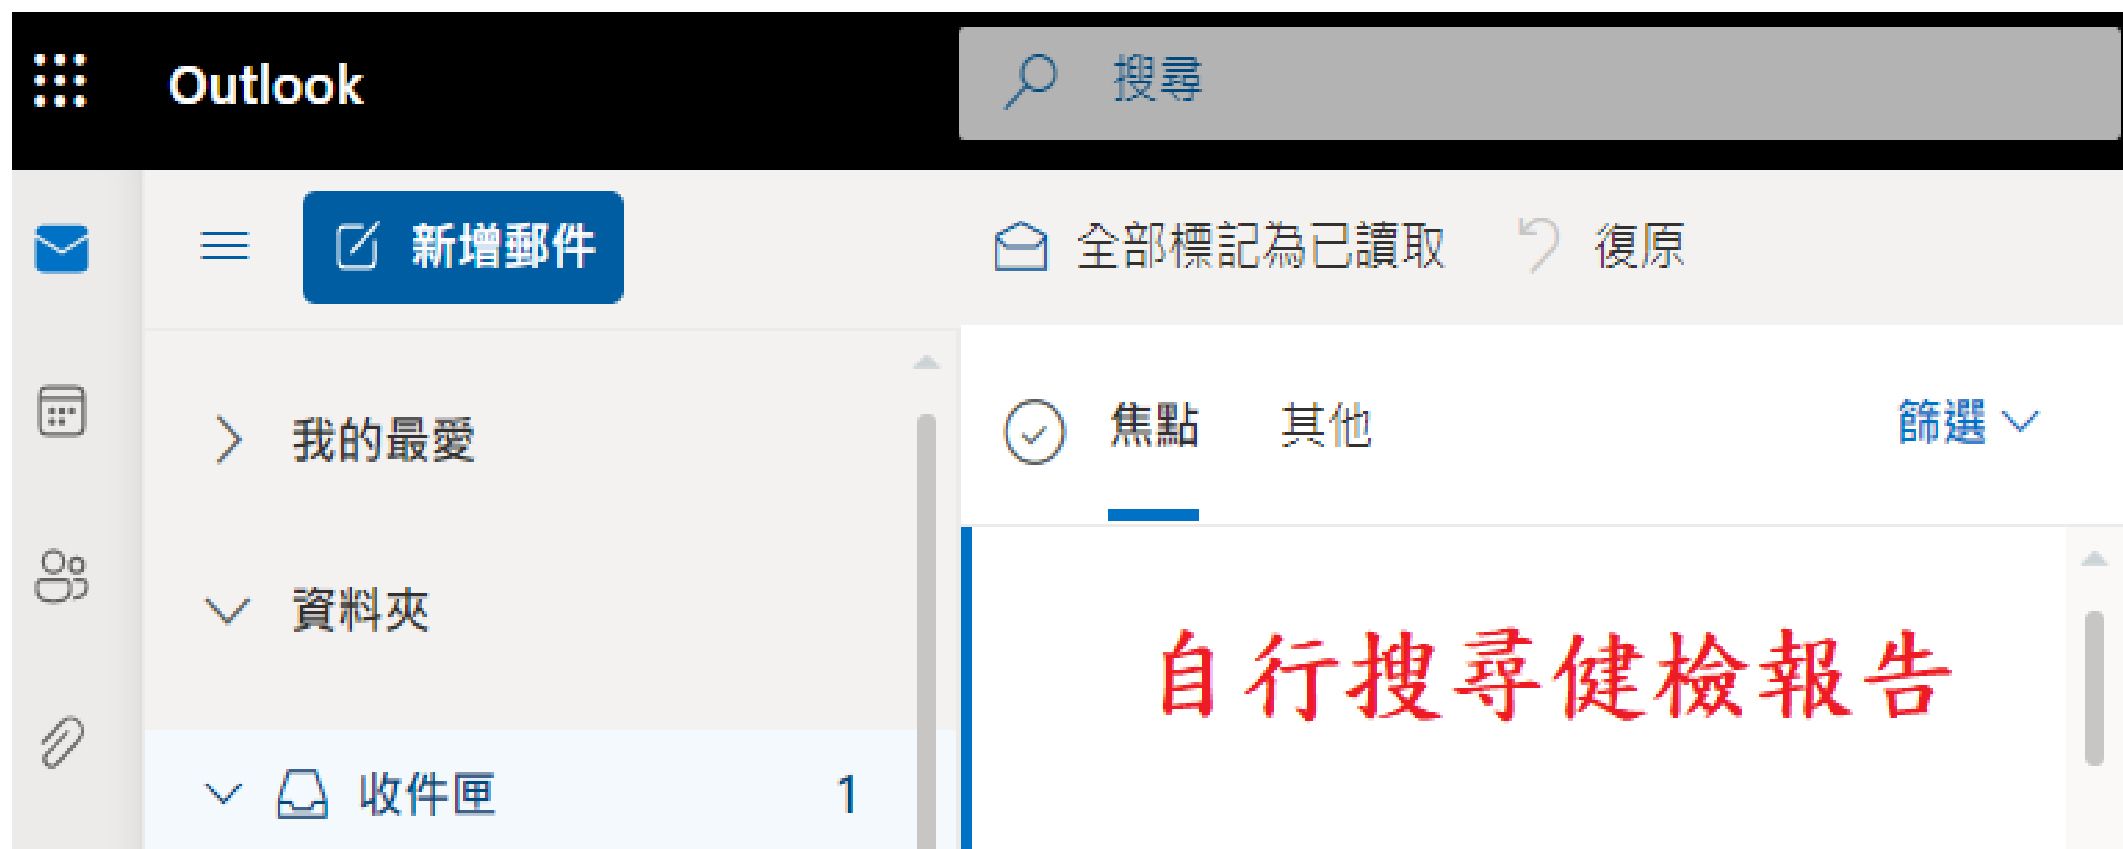 Outlook
搜尋
新增郵件
全部標記為已讀取 復原
我的最愛
焦點 其他 篩選
資料夾
自行搜尋健檢報告
收件匣 1